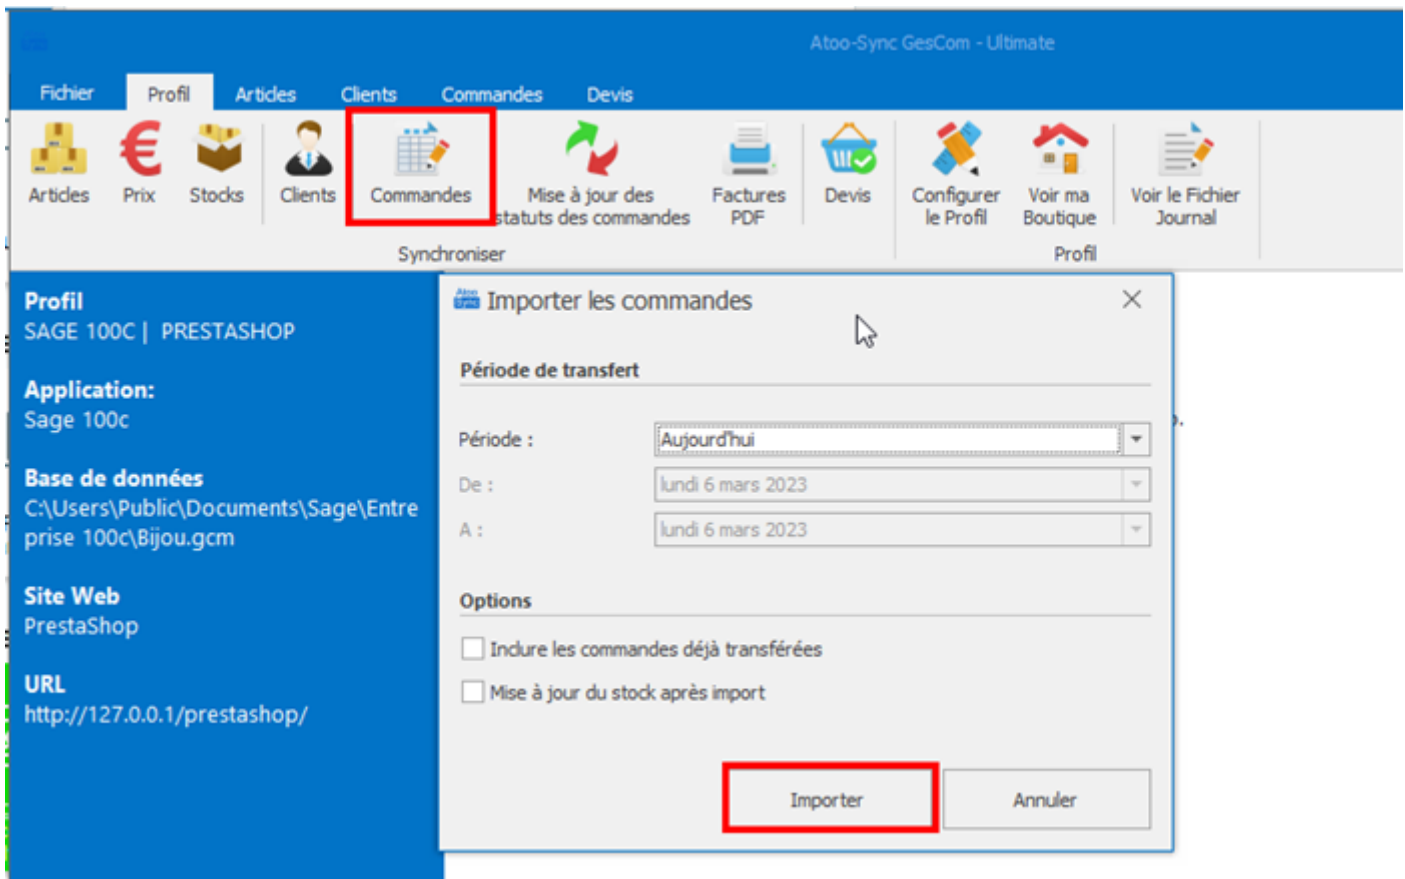 Atoo-Sync GesCom - Ultimate
Fichier Profil Articles Clients Commandes Devis
Articles Prix Stocks Clients Commandes Mise à jour des statuts des commandes Factures PDF Devis Configurer le Profil Voir ma Boutique Voir le Fichier Journal
Synchroniser Profil
Profil
SAGE 100C | PRESTASHOP
Application:
Sage 100c
Base de données
C:\Users\Public\Documents\Sage\Entre
prise 100c\Bijou.gcm
Site Web
PrestaShop
URL
http://127.0.0.1/prestashop/
Atoo Sync Importer les commandes
Période de transfert
Période : Aujourd'hui
De : lundi 6 mars 2023
A : lundi 6 mars 2023
Options
Inclure les commandes déjà transférées
Mise à jour du stock après import
Importer Annuler